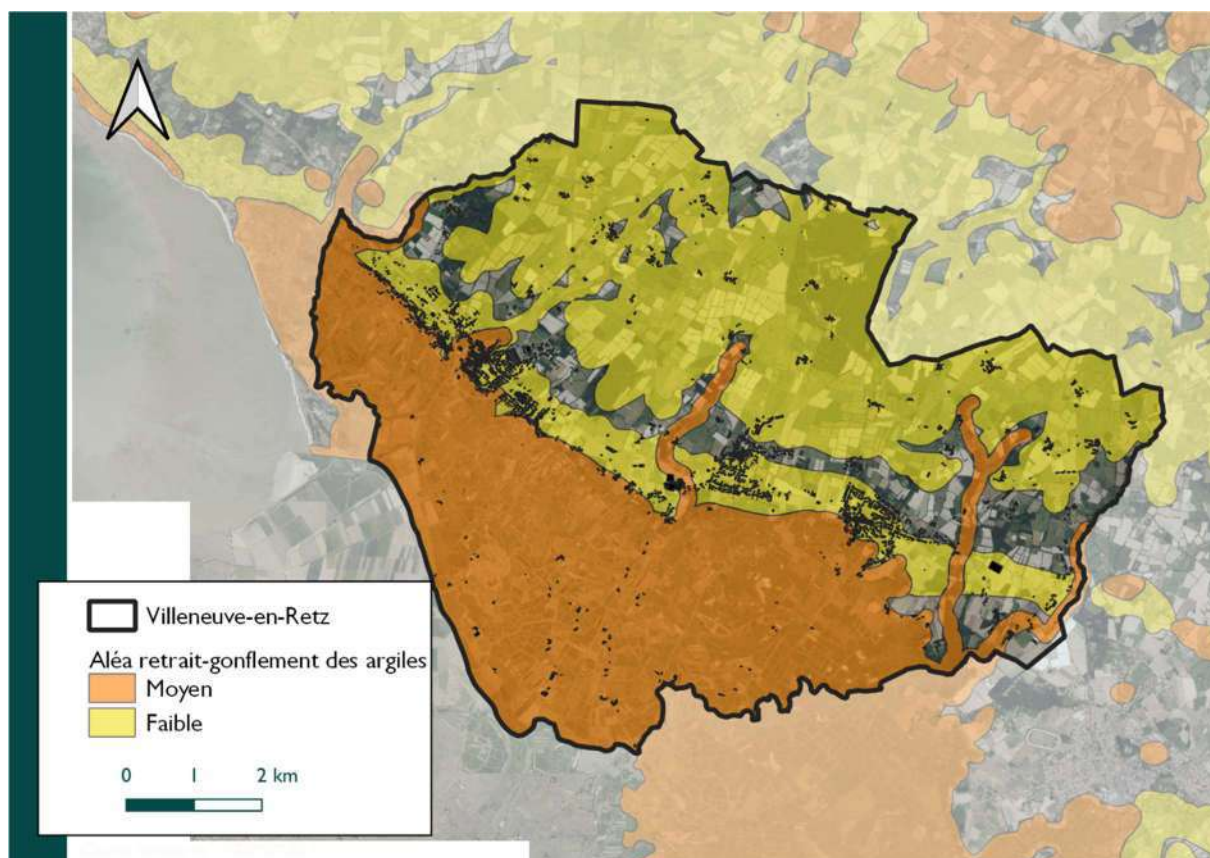 Villeneuve-en-Retz
Aléa retrait-gonflement des argiles
Moyen
Faible
0 1 2 km